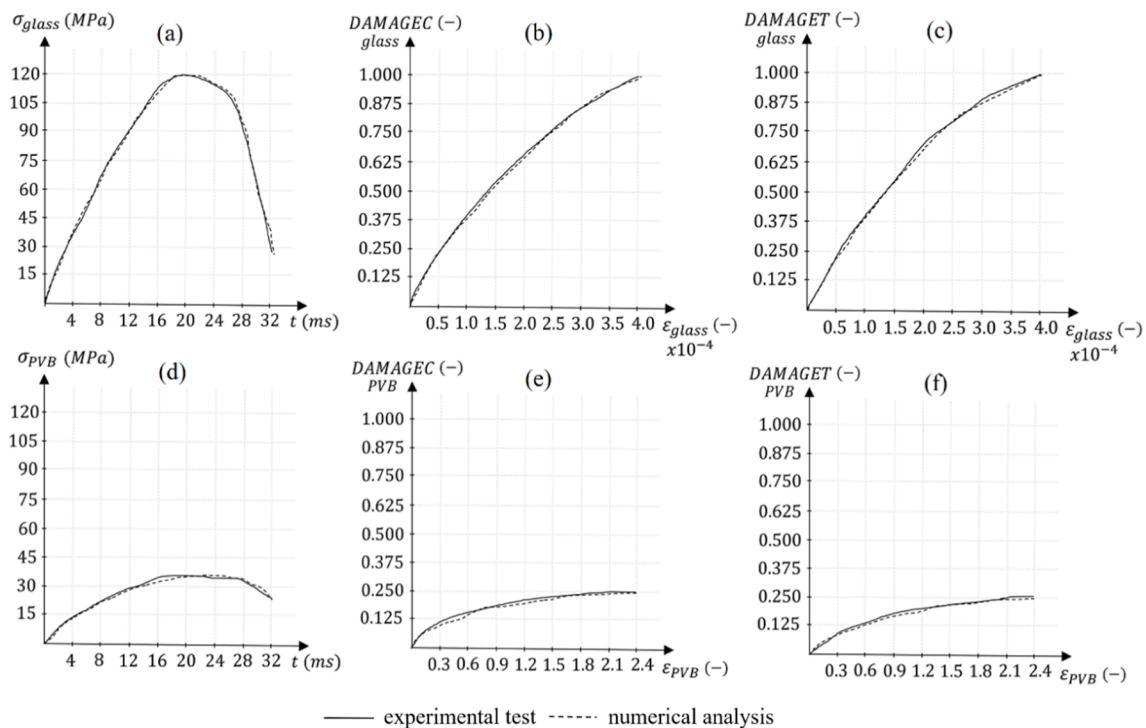 σ_glass (MPa)
(a)
120
105
90
75
60
45
30
15
4 8 12 16 20 24 28 32 t (ms)
DAMAGEC (−)
glass
(b)
1.000
0.875
0.750
0.625
0.500
0.375
0.250
0.125
0.5 1.0 1.5 2.0 2.5 3.0 3.5 4.0 ε_glass (−)
x10⁻⁴
DAMAGET (−)
glass
(c)
1.000
0.875
0.750
0.625
0.500
0.375
0.250
0.125
0.5 1.0 1.5 2.0 2.5 3.0 3.5 4.0 ε_glass (−)
x10⁻⁴
σ_PVB (MPa)
(d)
120
105
90
75
60
45
30
15
4 8 12 16 20 24 28 32 t (ms)
DAMAGEC (−)
PVB
(e)
1.000
0.875
0.750
0.625
0.500
0.375
0.250
0.125
0.3 0.6 0.9 1.2 1.5 1.8 2.1 2.4 ε_PVB (−)
DAMAGET (−)
PVB
(f)
1.000
0.875
0.750
0.625
0.500
0.375
0.250
0.125
0.3 0.6 0.9 1.2 1.5 1.8 2.1 2.4 ε_PVB (−)
experimental test numerical analysis